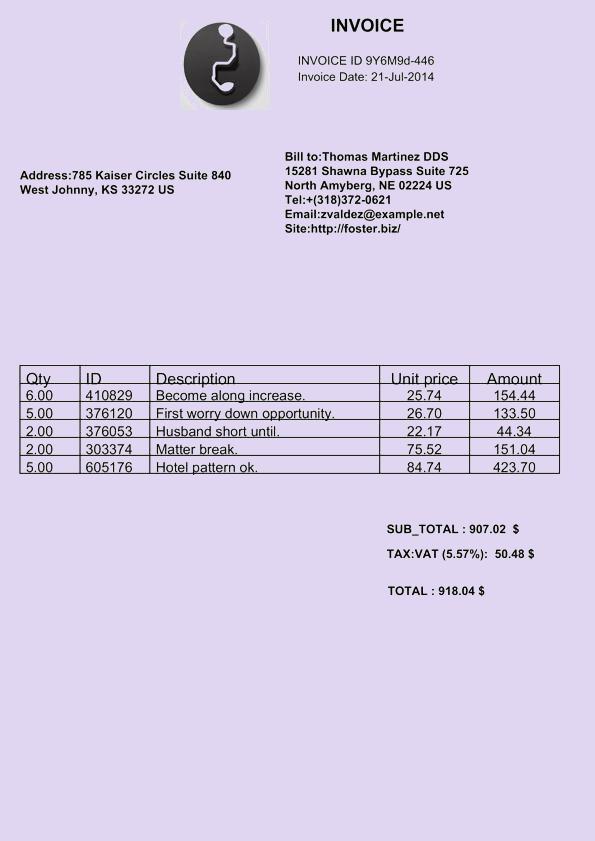 INVOICE
INVOICE ID 9Y6M9d-446
Invoice Date: 21-Jul-2014
Bill to:Thomas Martinez DDS
15281 Shawna Bypass Suite 725
North Amyberg, NE 02224 US
Tel:+(318)372-0621
Email:zvaldez@example.net
Site:http://foster.biz/
Address:785 Kaiser Circles Suite 840
West Johnny, KS 33272 US
Qty ID Description Unit price Amount
6.00 410829 Become along increase. 25.74 154.44
5.00 376120 First worry down opportunity. 26.70 133.50
2.00 376053 Husband short until. 22.17 44.34
2.00 303374 Matter break. 75.52 151.04
5.00 605176 Hotel pattern ok. 84.74 423.70
SUB_TOTAL : 907.02 $
TAX:VAT (5.57%): 50.48 $
TOTAL : 918.04 $